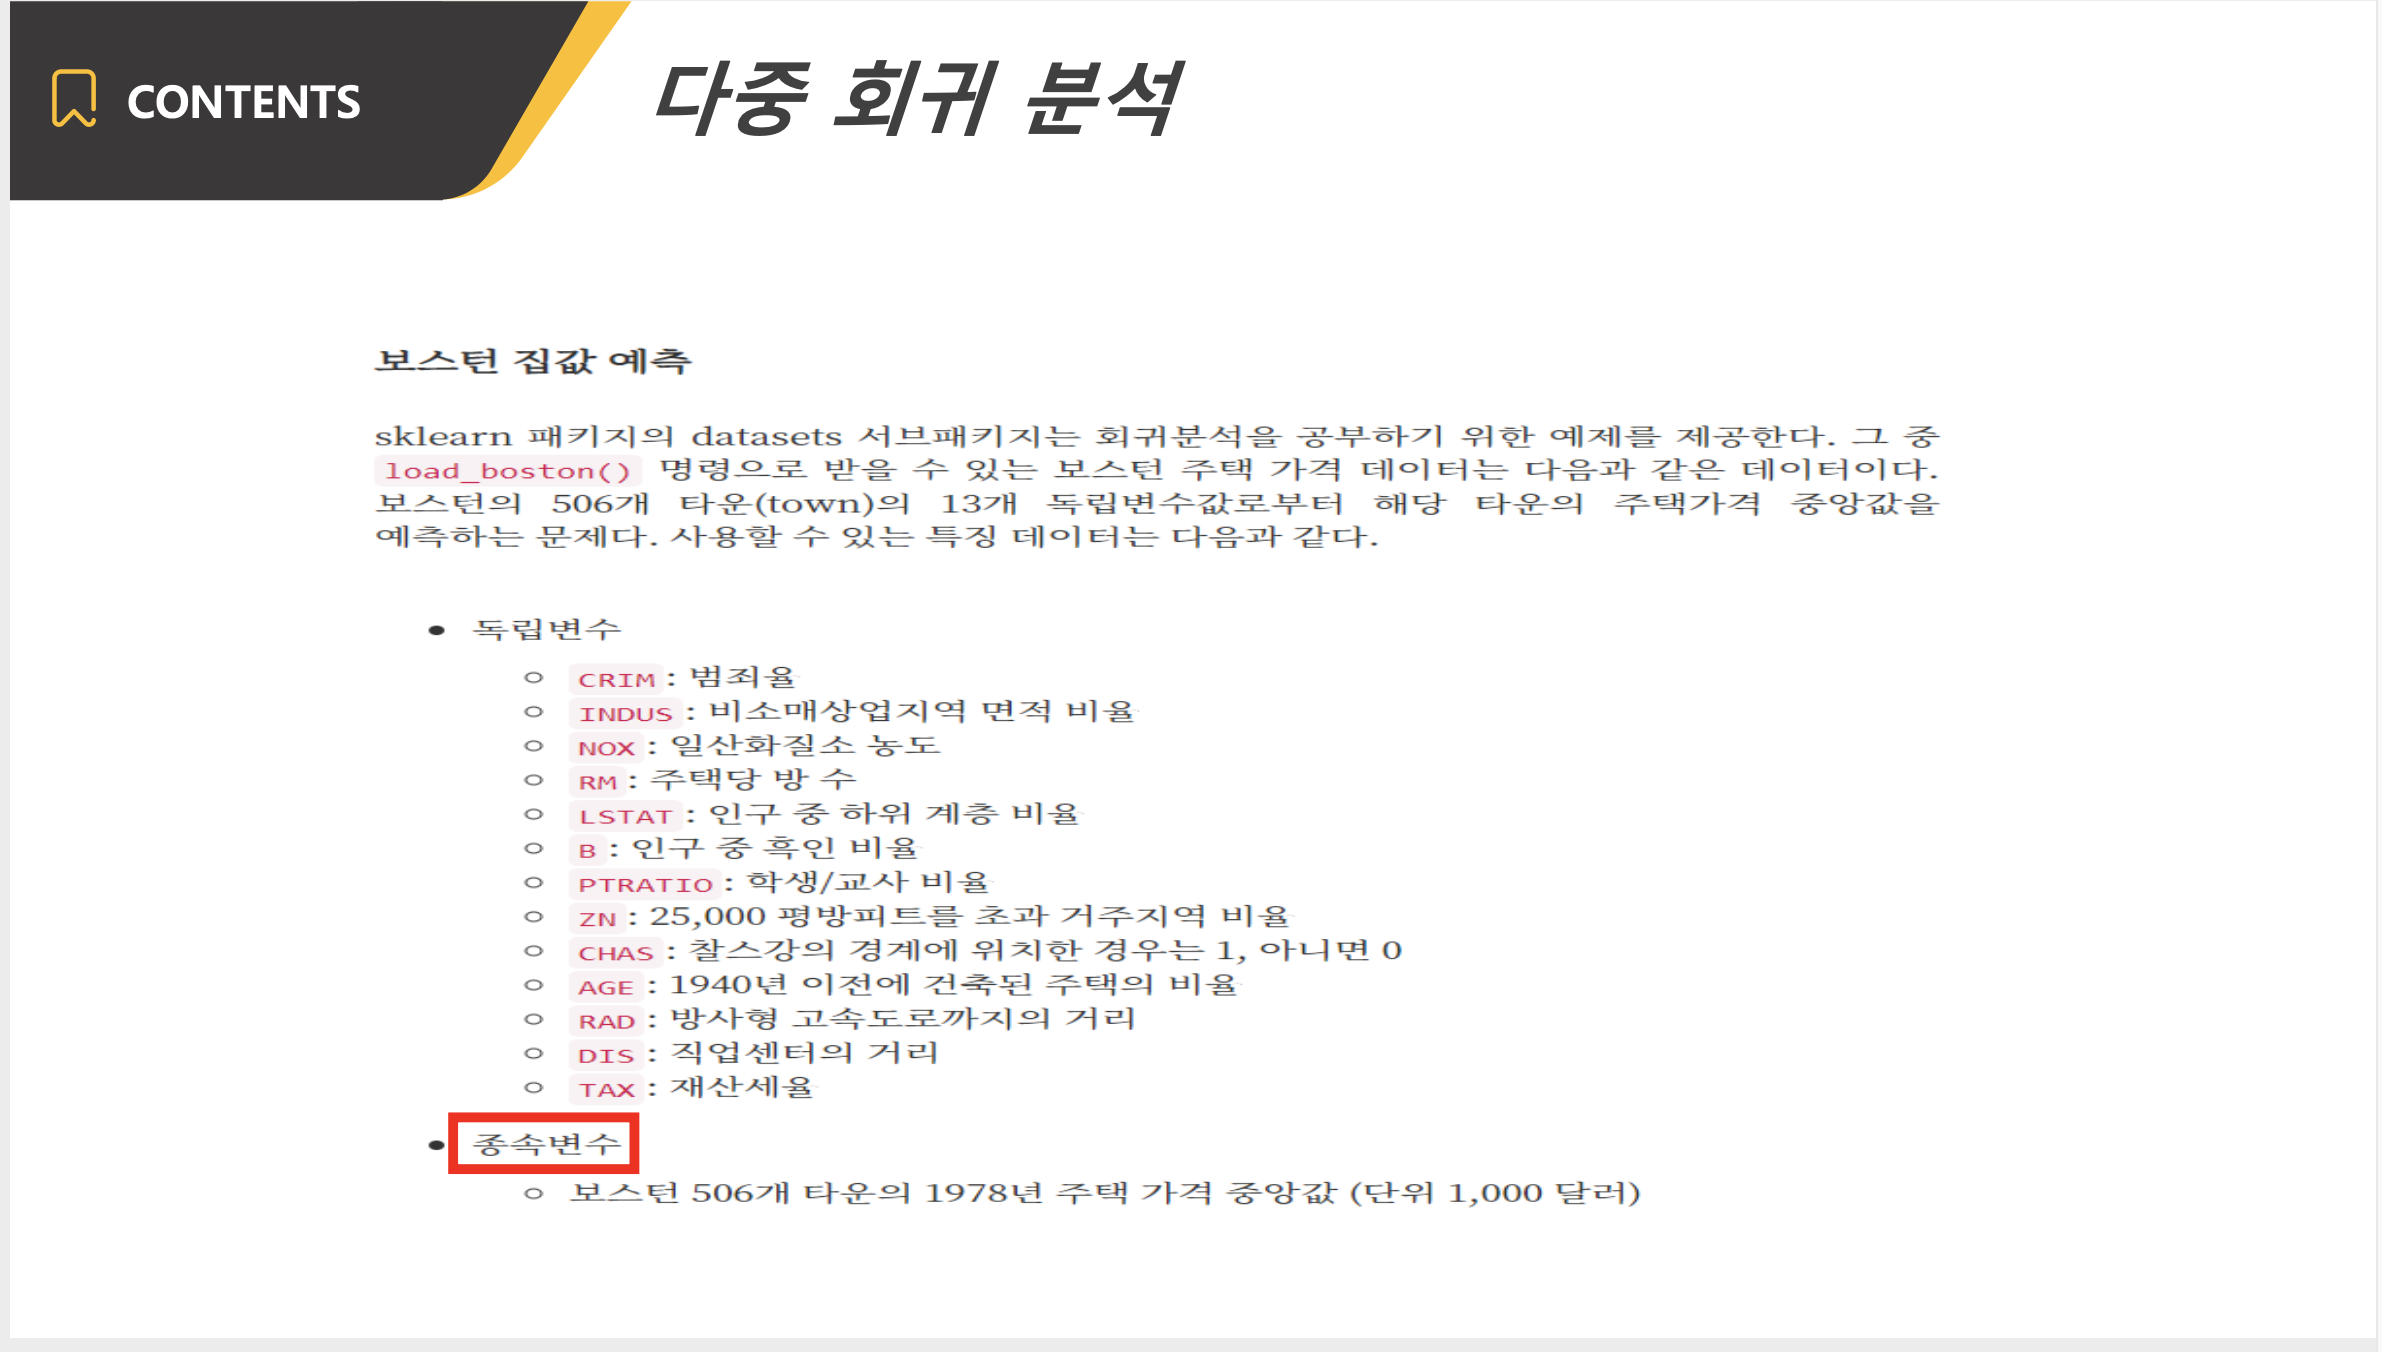 CONTENTS
다중 회귀 분석
보스턴 집값 예측
sklearn 패키지의 datasets 서브패키지는 회귀분석을 공부하기 위한 예제를 제공한다. 그 중
load_boston() 명령으로 받을 수 있는 보스턴 주택 가격 데이터는 다음과 같은 데이터이다.
보스턴의 506개 타운(town)의 13개 독립변수값로부터 해당 타운의 주택가격 중앙값을
예측하는 문제다. 사용할 수 있는 특징 데이터는 다음과 같다.
• 독립변수
○ CRIM: 범죄율
○ INDUS: 비소매상업지역 면적 비율
○ NOX: 일산화질소 농도
○ RM: 주택당 방 수
○ LSTAT: 인구 중 하위 계층 비율
○ B: 인구 중 흑인 비율
○ PTRATIO: 학생/교사 비율
○ ZN: 25,000 평방피트를 초과 거주지역 비율
○ CHAS: 찰스강의 경계에 위치한 경우는 1, 아니면 0
○ AGE: 1940년 이전에 건축된 주택의 비율
○ RAD: 방사형 고속도로까지의 거리
○ DIS: 직업센터의 거리
○ TAX: 재산세율
• 종속변수
○ 보스턴 506개 타운의 1978년 주택 가격 중앙값 (단위 1,000 달러)